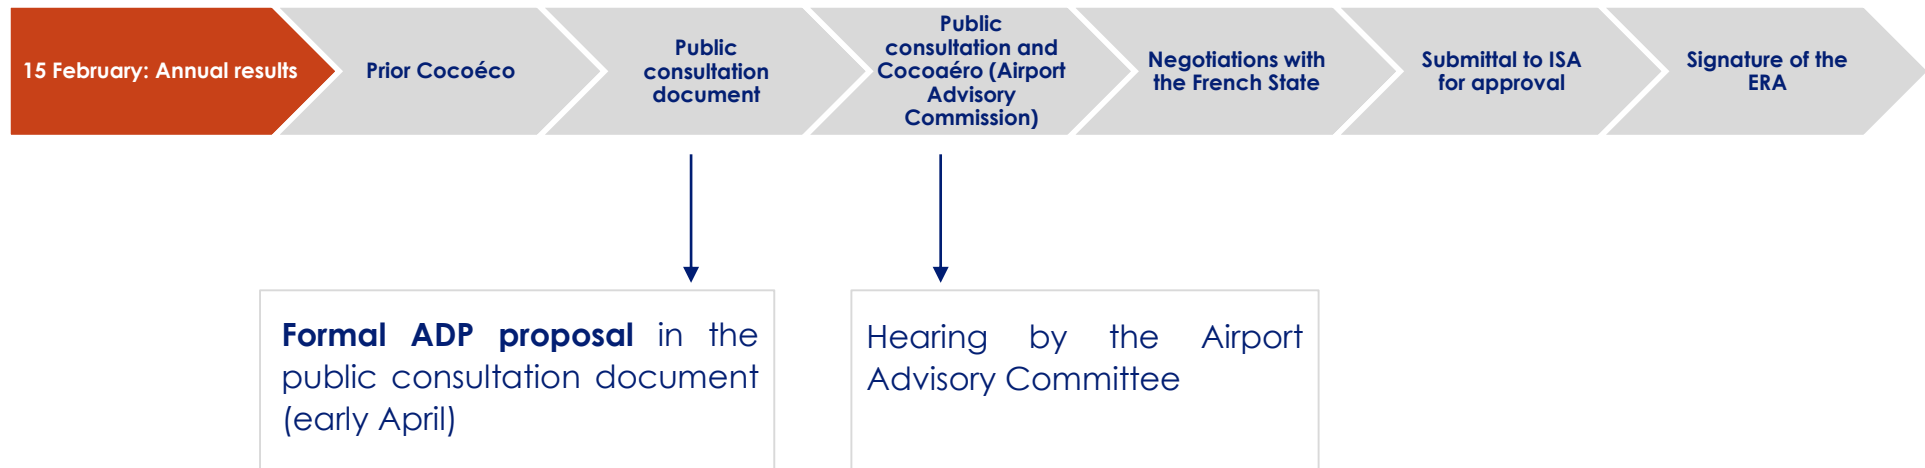 15 February: Annual results
Prior Cocoéco
Public
consultation
document
Public
consultation and
Cocoaéro (Airport
Advisory
Commission)
Negotiations with
the French State
Submittal to ISA
for approval
Signature of the
ERA
Formal ADP proposal in the
public consultation document
(early April)
Hearing by the Airport
Advisory Committee